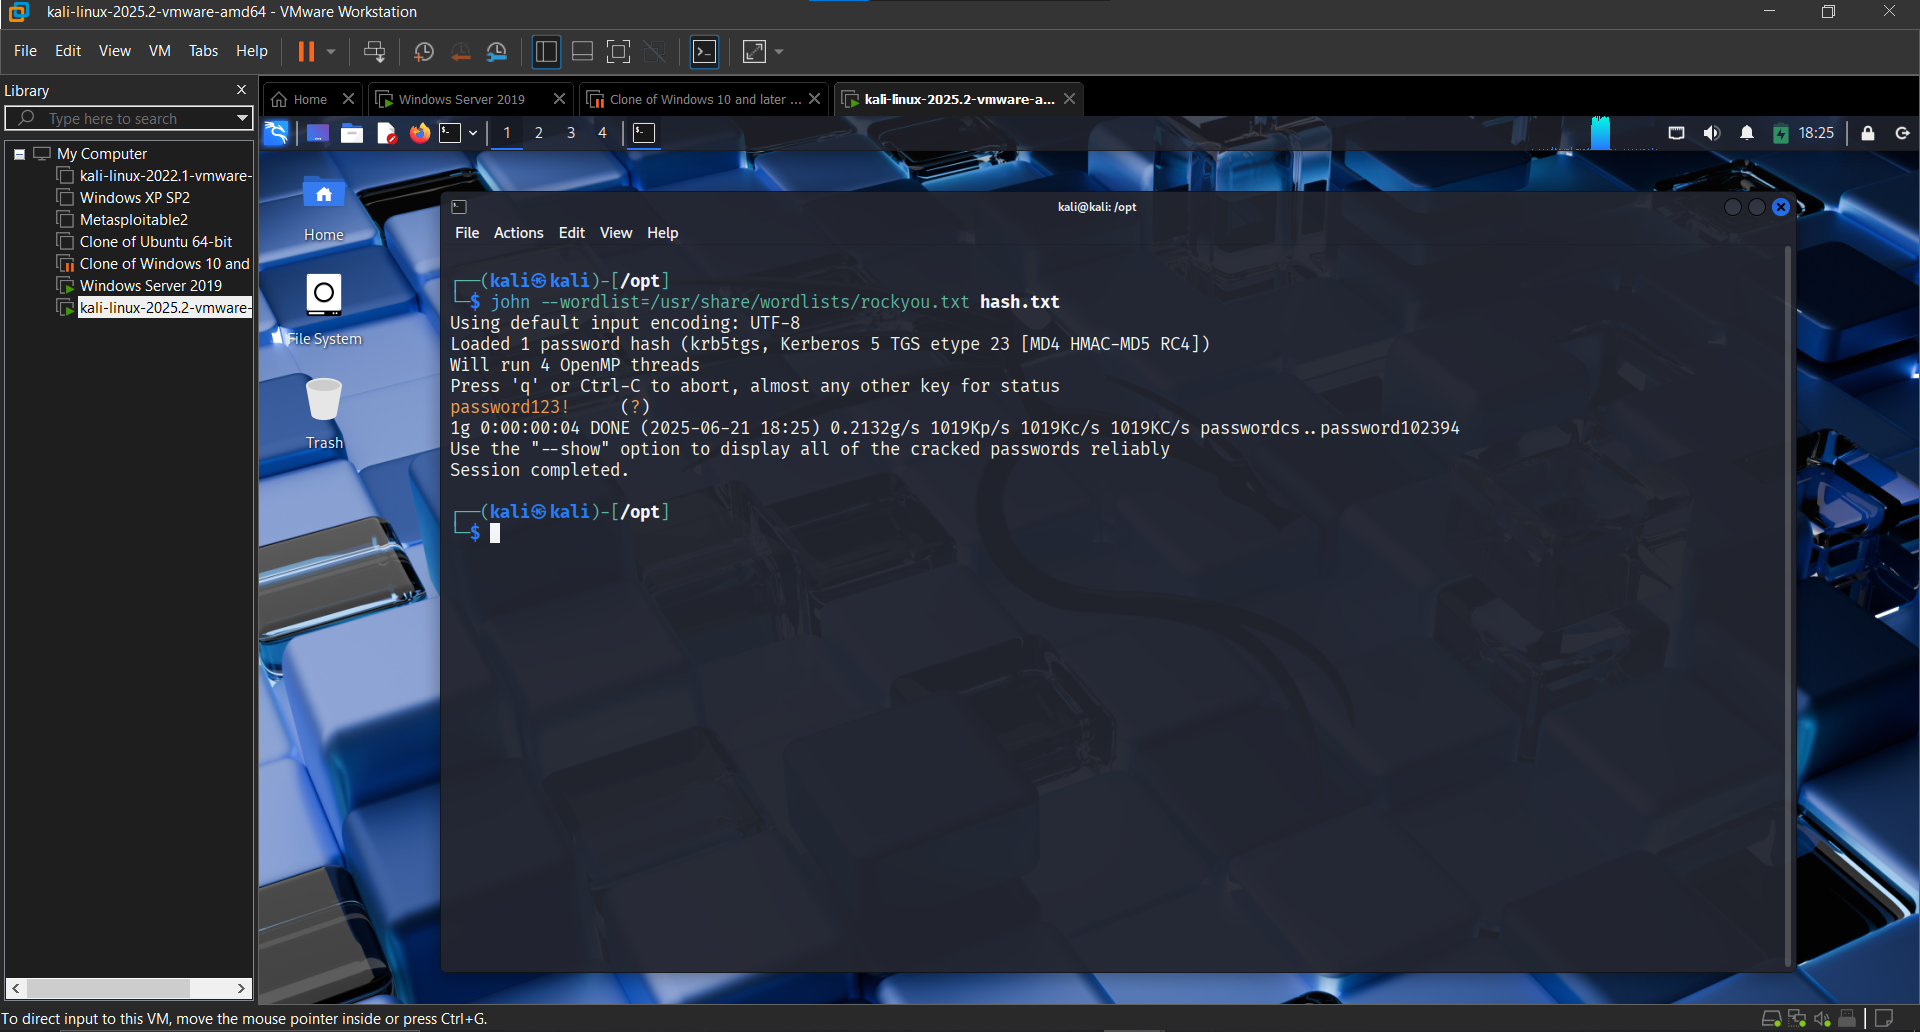 kali-linux-2025.2-vmware-amd64 - VMware Workstation
File Edit View VM Tabs Help
Library
Type here to search
My Computer
kali-linux-2022.1-vmware-
Windows XP SP2
Metasploitable2
Clone of Ubuntu 64-bit
Clone of Windows 10 and
Windows Server 2019
kali-linux-2025.2-vmware-
Home
Windows Server 2019
Clone of Windows 10 and later ...
kali-linux-2025.2-vmware-a...
1 2 3 4
18:25
Home
File System
Trash
kali@kali: /opt
File Actions Edit View Help
┌──(kali㉿kali)-[/opt]
└─$ john --wordlist=/usr/share/wordlists/rockyou.txt hash.txt
Using default input encoding: UTF-8
Loaded 1 password hash (krb5tgs, Kerberos 5 TGS etype 23 [MD4 HMAC-MD5 RC4])
Will run 4 OpenMP threads
Press 'q' or Ctrl-C to abort, almost any other key for status
password123!     (?)
1g 0:00:00:04 DONE (2025-06-21 18:25) 0.2132g/s 1019Kp/s 1019Kc/s 1019KC/s passwordcs..password102394
Use the "--show" option to display all of the cracked passwords reliably
Session completed.
┌──(kali㉿kali)-[/opt]
└─$
To direct input to this VM, move the mouse pointer inside or press Ctrl+G.